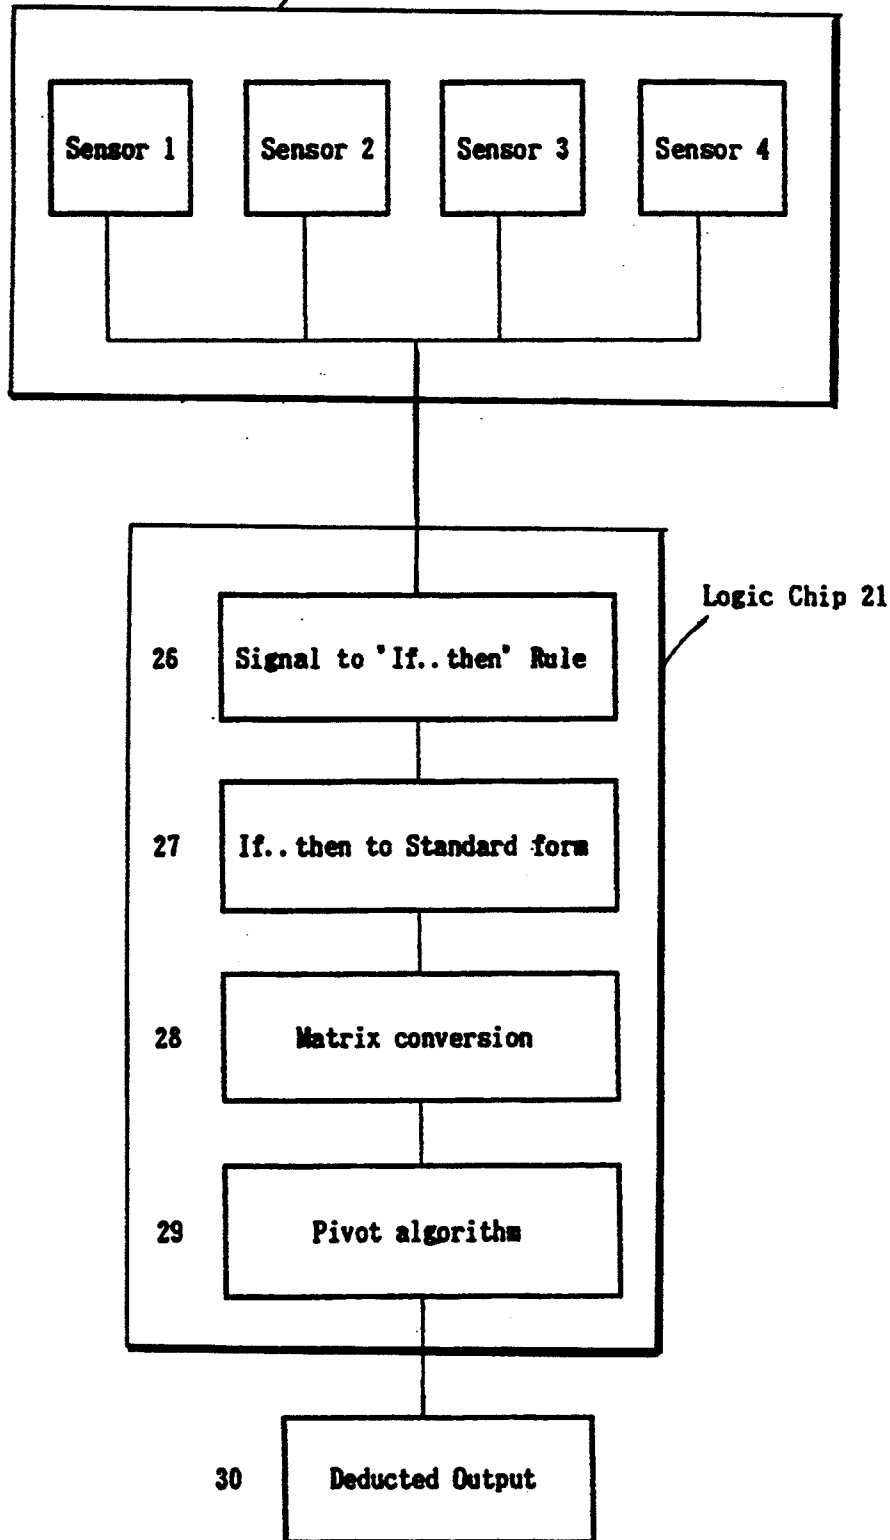 Sensor 1 Sensor 2 Sensor 3 Sensor 4
Logic Chip 21
26 Signal to "If..then" Rule
27 If..then to Standard form
28 Matrix conversion
29 Pivot algorithm
30 Deducted Output